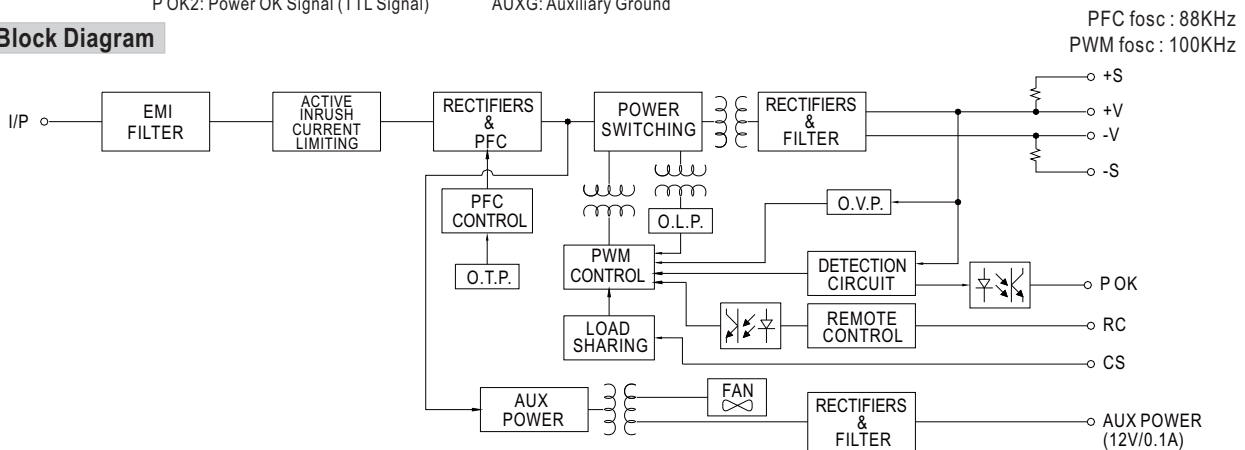 P OK2: Power OK Signal (TTL Signal) AUXG: Auxiliary Ground
Block Diagram
PFC fosc : 88KHz
PWM fosc : 100KHz
I/P
EMI
FILTER
ACTIVE
INRUSH
CURRENT
LIMITING
RECTIFIERS
&
PFC
POWER
SWITCHING
RECTIFIERS
&
FILTER
+S
+V
-V
-S
PFC
CONTROL
O.T.P.
O.L.P.
PWM
CONTROL
LOAD
SHARING
O.V.P.
DETECTION
CIRCUIT
P OK
REMOTE
CONTROL
RC
CS
AUX
POWER
FAN
RECTIFIERS
&
FILTER
AUX POWER
(12V/0.1A)